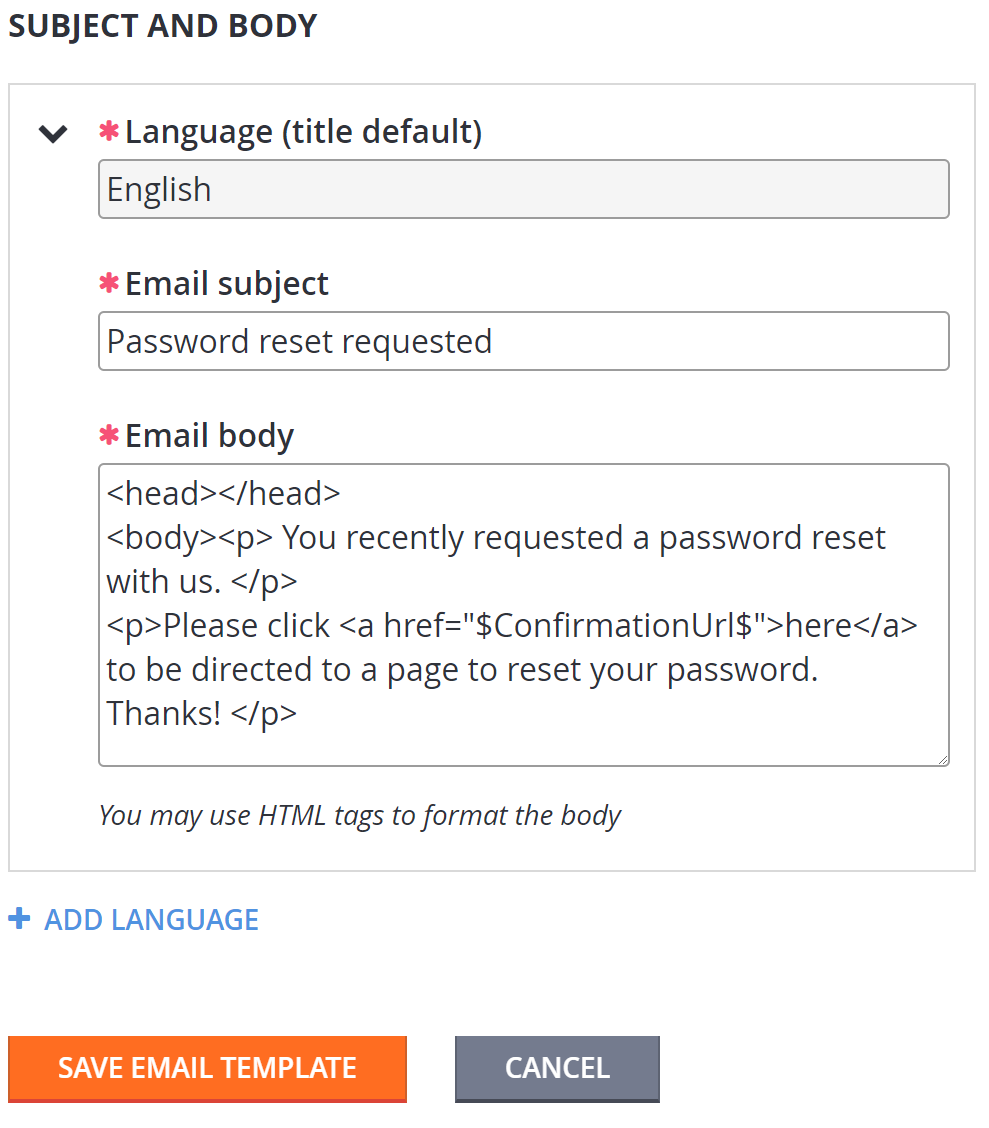 SUBJECT AND BODY
*Language (title default)
English
*Email subject
Password reset requested
*Email body
<head></head>
<body><p> You recently requested a password reset
with us. </p>
<p>Please click <a href="$ConfirmationUrl$">here</a>
to be directed to a page to reset your password.
Thanks! </p>
You may use HTML tags to format the body
+ ADD LANGUAGE
SAVE EMAIL TEMPLATE
CANCEL